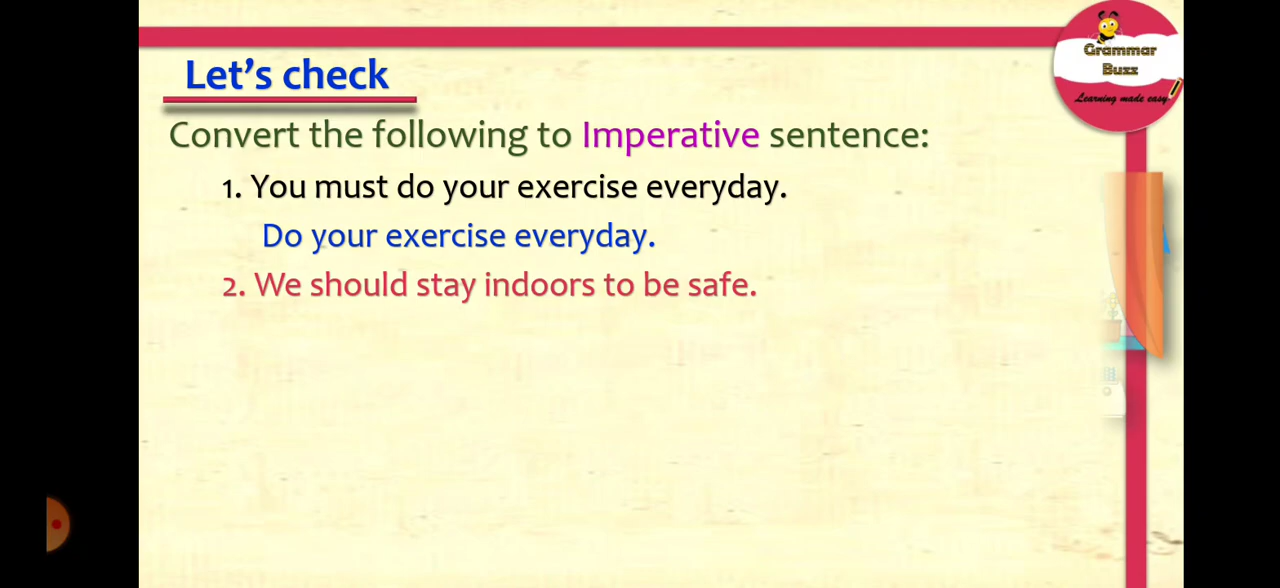 Grammar
Buzz
Learning made easy
Let's check
Convert the following to Imperative sentence:
1. You must do your exercise everyday.
Do your exercise everyday.
2. We should stay indoors to be safe.